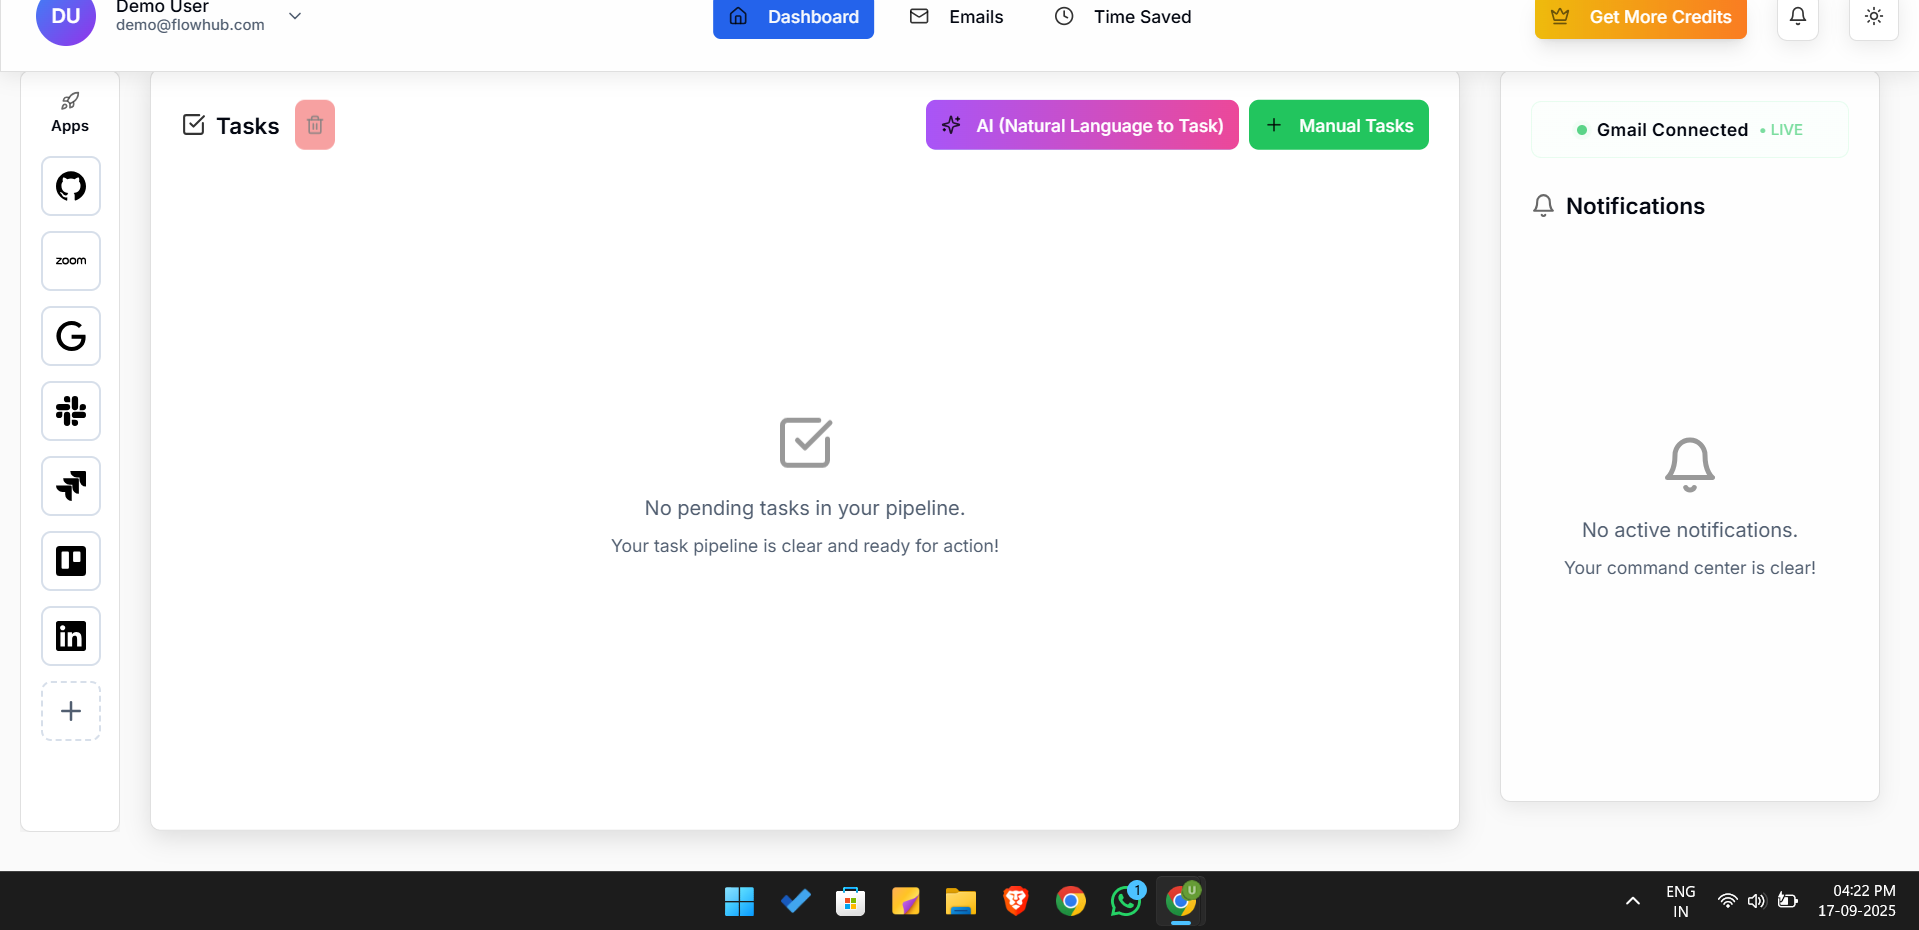 DU
Demo User
demo@flowhub.com
Dashboard
Emails
Time Saved
Get More Credits
Apps
zoom
Tasks
AI (Natural Language to Task)
Manual Tasks
No pending tasks in your pipeline.
Your task pipeline is clear and ready for action!
Gmail Connected • LIVE
Notifications
No active notifications.
Your command center is clear!
1
U
ENG
IN
04:22 PM
17-09-2025